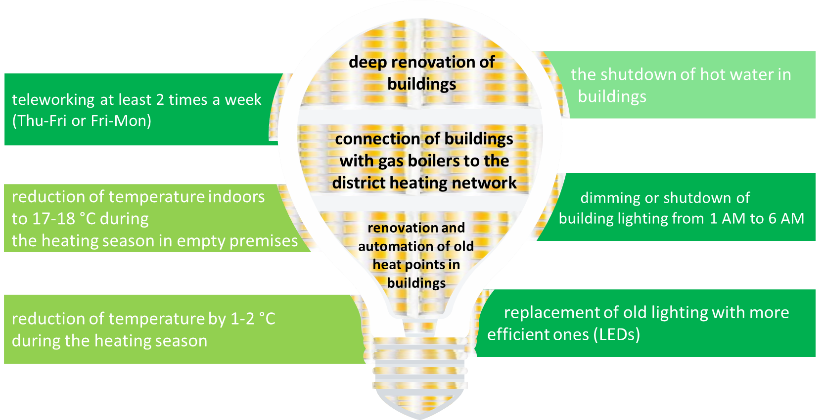 deep renovation of
buildings
connection of buildings
with gas boilers to the
district heating network
renovation and
automation of old
heat points in
buildings
teleworking at least 2 times a week
(Thu-Fri or Fri-Mon)
reduction of temperature indoors
to 17-18 °C during
the heating season in empty premises
reduction of temperature by 1-2 °C
during the heating season
the shutdown of hot water in
buildings
dimming or shutdown of
building lighting from 1 AM to 6 AM
replacement of old lighting with more
efficient ones (LEDs)